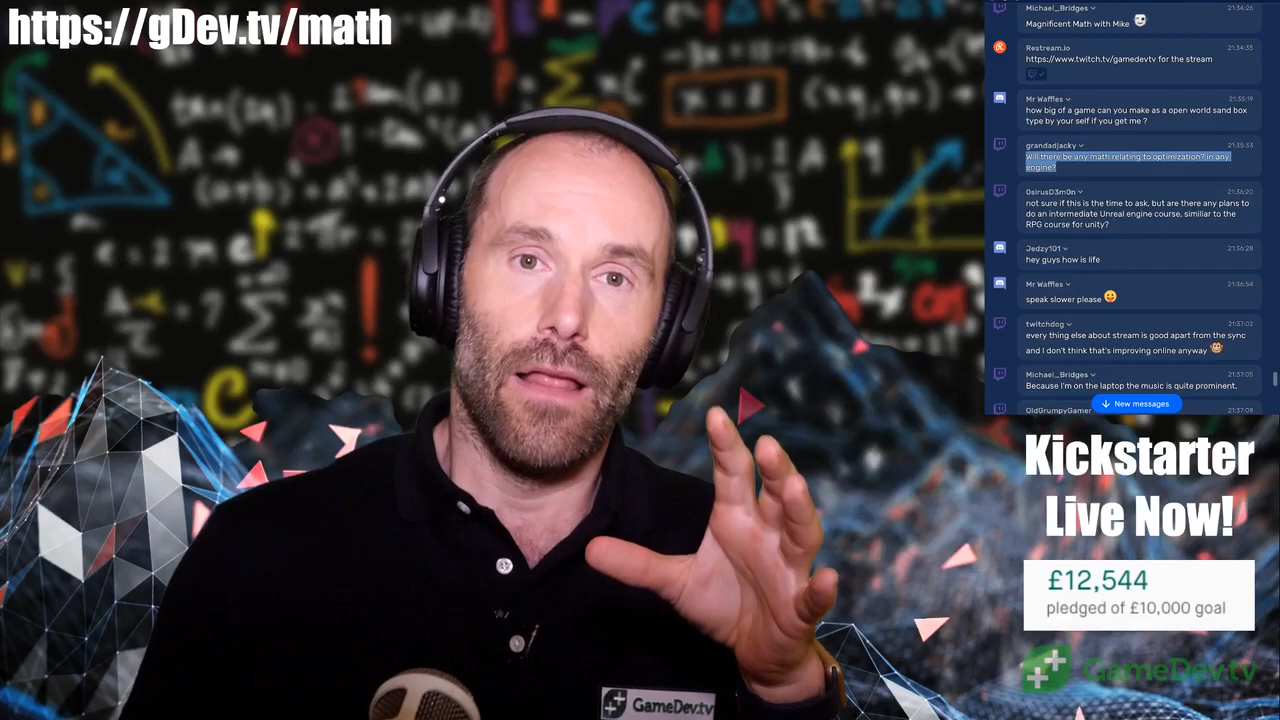 https://gDev.tv/math
Michael_Bridges 21:34:26
Magnificent Math with Mike
Restream.io 21:34:35
https://www.twitch.tv/gamedevtv for the stream
Mr Waffles 21:35:19
how big of a game can you make as a open world sand box
type by your self if you get me ?
grandadjacky 21:35:33
Will there be any math relating to optimization? in any
engine?
0sirusD3m0n 21:36:20
not sure if this is the time to ask, but are there any plans to
do an intermediate Unreal engine course, similiar to the
RPG course for unity?
Jedzy101 21:36:28
hey guys how is life
Mr Waffles 21:36:54
speak slower please
twitchdog 21:37:02
every thing else about stream is good apart from the sync
and I don't think that's improving online anyway
Michael_Bridges 21:37:05
Because I'm on the laptop the music is quite prominent.
OldGrumpyGamer 21:37:08
New messages
Kickstarter
Live Now!
£12,544
pledged of £10,000 goal
GameDev.tv
GameDev.tv
x = 8